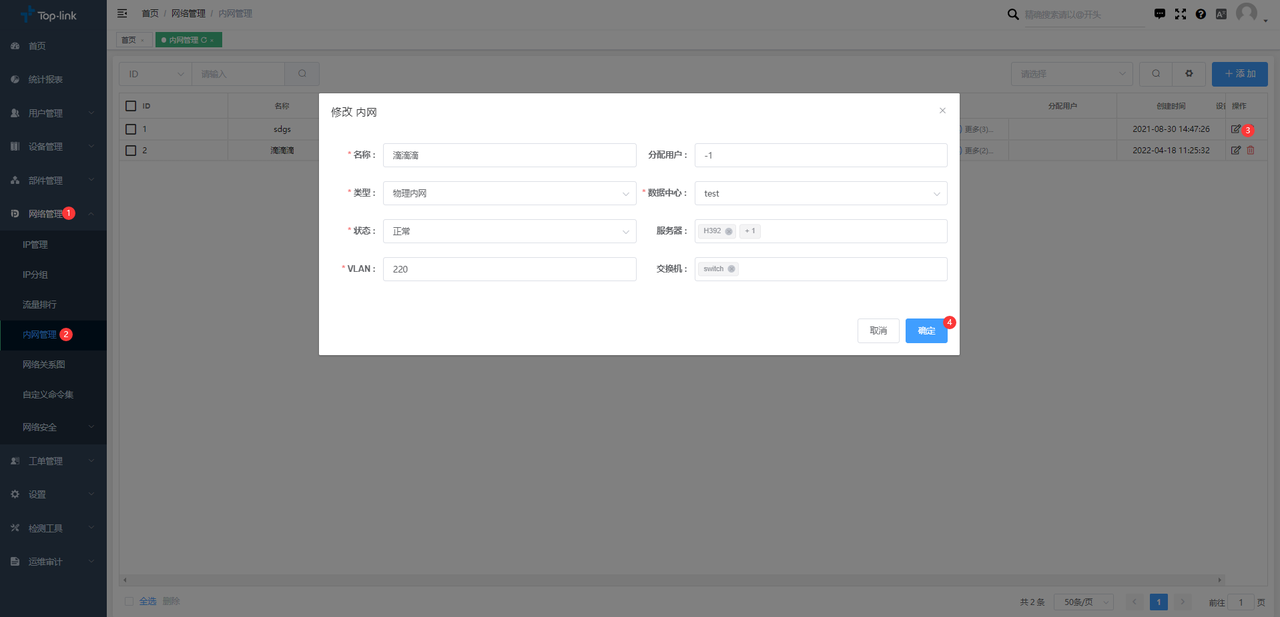 Top-link
首页 / 网络管理 / 内网管理
精确搜索请以@开头
首页
内网管理
首页
统计报表
用户管理
设备管理
部件管理
网络管理 1
IP管理
IP分组
流量排行
内网管理 2
网络关系图
自定义命令集
网络安全
工单管理
设置
检测工具
运维审计
ID 请输入 请选择 + 添加
ID 名称 分配用户 创建时间 操作
1 sdgs 更多(3)... 2021-08-30 14:47:26 3
2 滴滴滴 更多(2)... 2022-04-18 11:25:32
修改 内网
* 名称： 滴滴滴 分配用户： -1
* 类型： 物理内网 * 数据中心： test
* 状态： 正常 服务器： H392 + 1
* VLAN： 220 交换机： switch
取消 确定 4
全选 删除 共 2 条 50条/页 1 前往 1 页